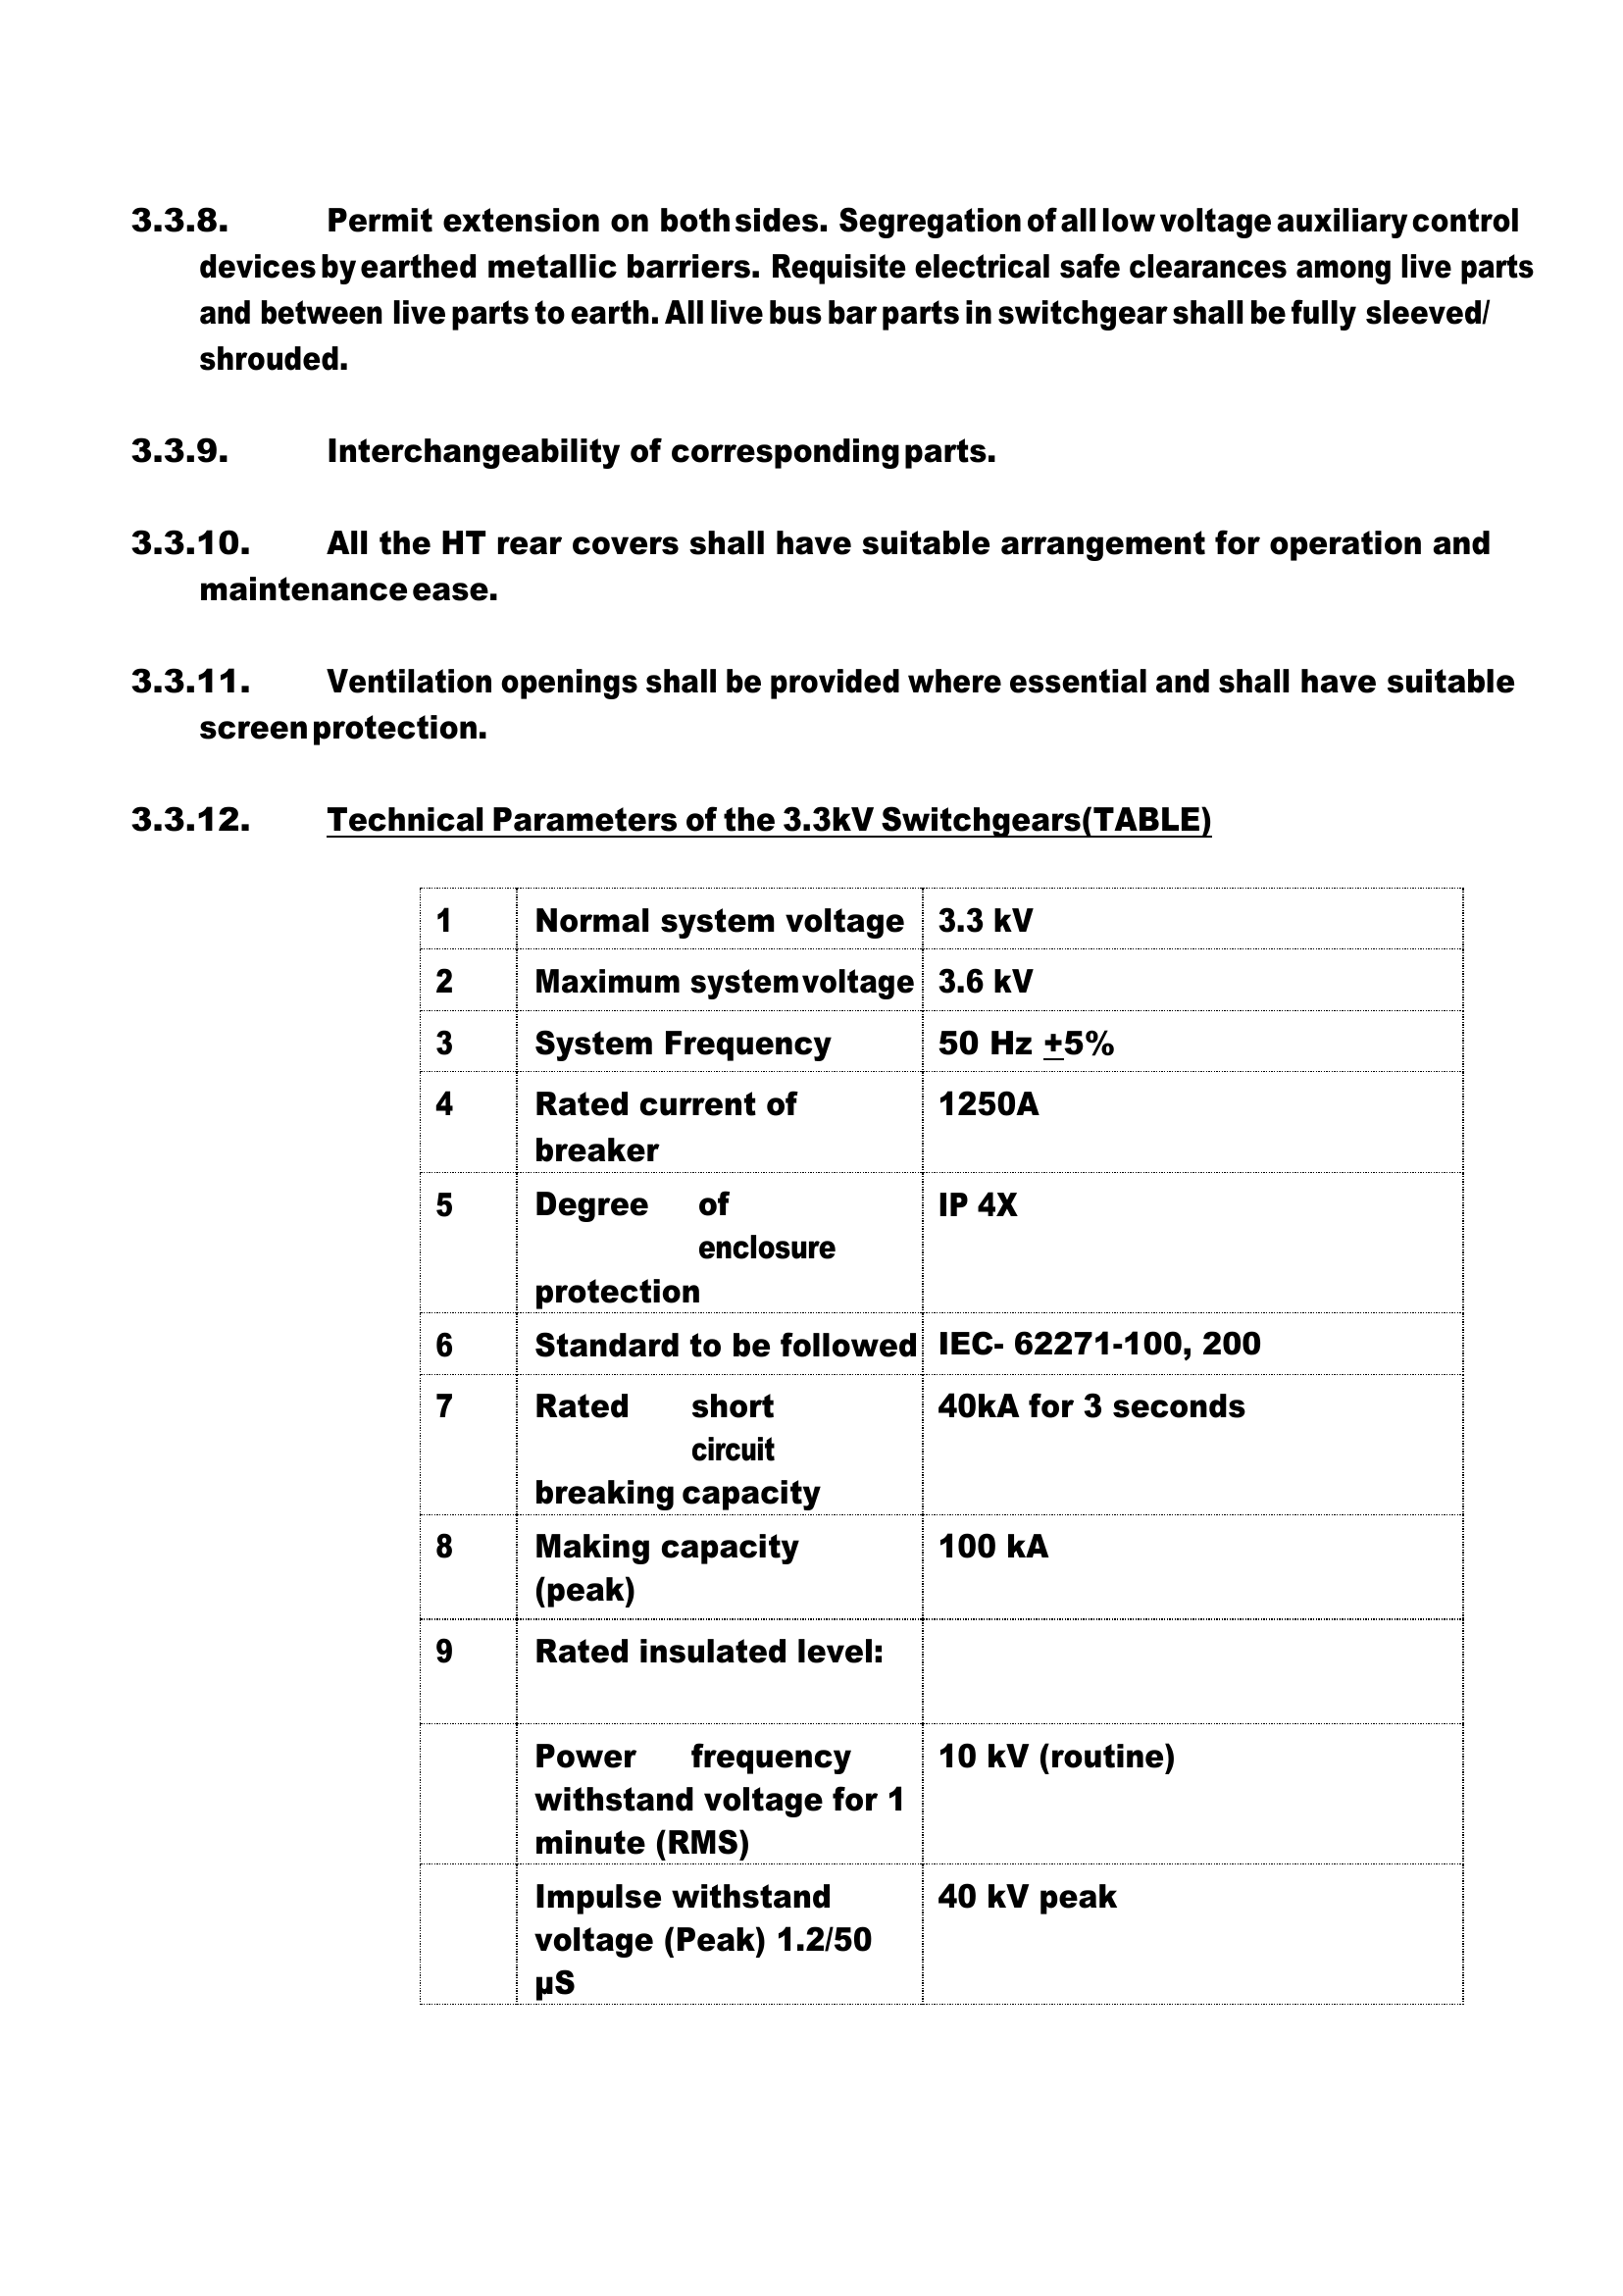 3.3.8. Permit extension on both sides. Segregation of all low voltage auxiliary control
devices by earthed metallic barriers. Requisite electrical safe clearances among live parts
and between live parts to earth. All live bus bar parts in switchgear shall be fully sleeved/
shrouded.
3.3.9. Interchangeability of corresponding parts.
3.3.10. All the HT rear covers shall have suitable arrangement for operation and
maintenance ease.
3.3.11. Ventilation openings shall be provided where essential and shall have suitable
screen protection.
3.3.12. Technical Parameters of the 3.3kV Switchgears(TABLE)
1 Normal system voltage 3.3 kV
2 Maximum system voltage 3.6 kV
3 System Frequency 50 Hz ±5%
4 Rated current of 1250A
breaker
5 Degree of IP 4X
enclosure
protection
6 Standard to be followed IEC- 62271-100, 200
7 Rated short 40kA for 3 seconds
circuit
breaking capacity
8 Making capacity 100 kA
(peak)
9 Rated insulated level:
Power frequency 10 kV (routine)
withstand voltage for 1
minute (RMS)
Impulse withstand 40 kV peak
voltage (Peak) 1.2/50
µS